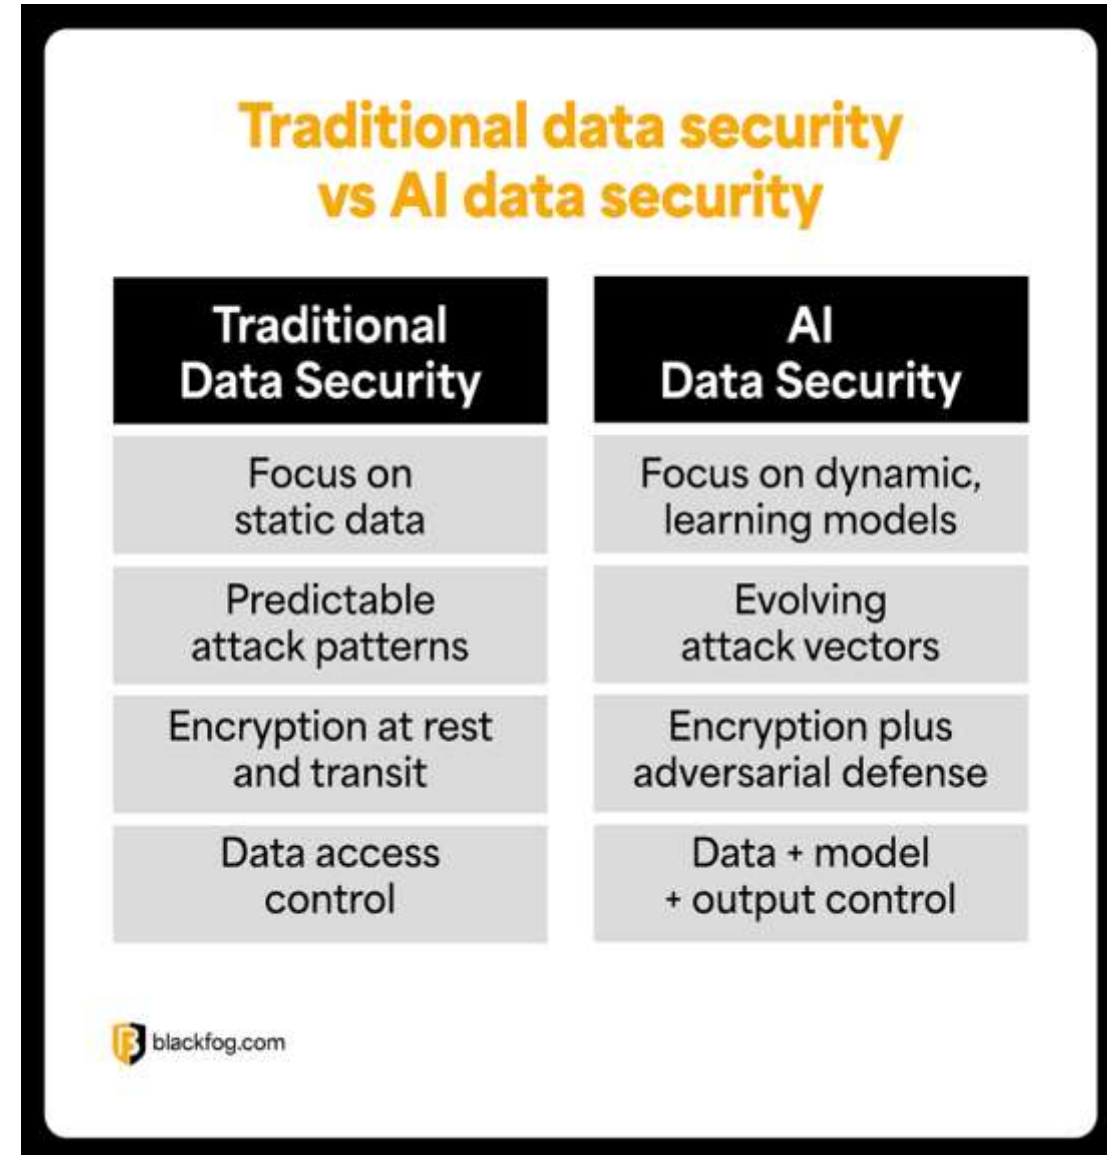 Traditional data security
vs AI data security
Traditional
Data Security
AI
Data Security
Focus on
static data
Focus on dynamic,
learning models
Predictable
attack patterns
Evolving
attack vectors
Encryption at rest
and transit
Encryption plus
adversarial defense
Data access
control
Data + model
+ output control
blackfog.com